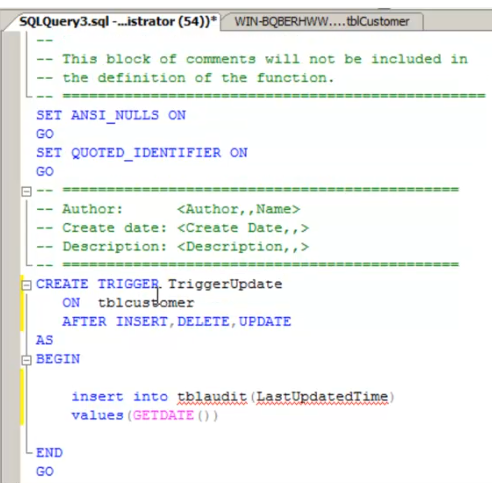 SQLQuery3.sql -...istrator (54))* WIN-BQBERHWW....tblCustomer
--
-- This block of comments will not be included in
-- the definition of the function.
-- ================================================
SET ANSI_NULLS ON
GO
SET QUOTED_IDENTIFIER ON
GO
-- =============================================
-- Author: <Author,,Name>
-- Create date: <Create Date,,>
-- Description: <Description,,>
-- =============================================
CREATE TRIGGER TriggerUpdate
ON tblcustomer
AFTER INSERT,DELETE,UPDATE
AS
BEGIN
insert into tblaudit(LastUpdatedTime)
values(GETDATE())
END
GO